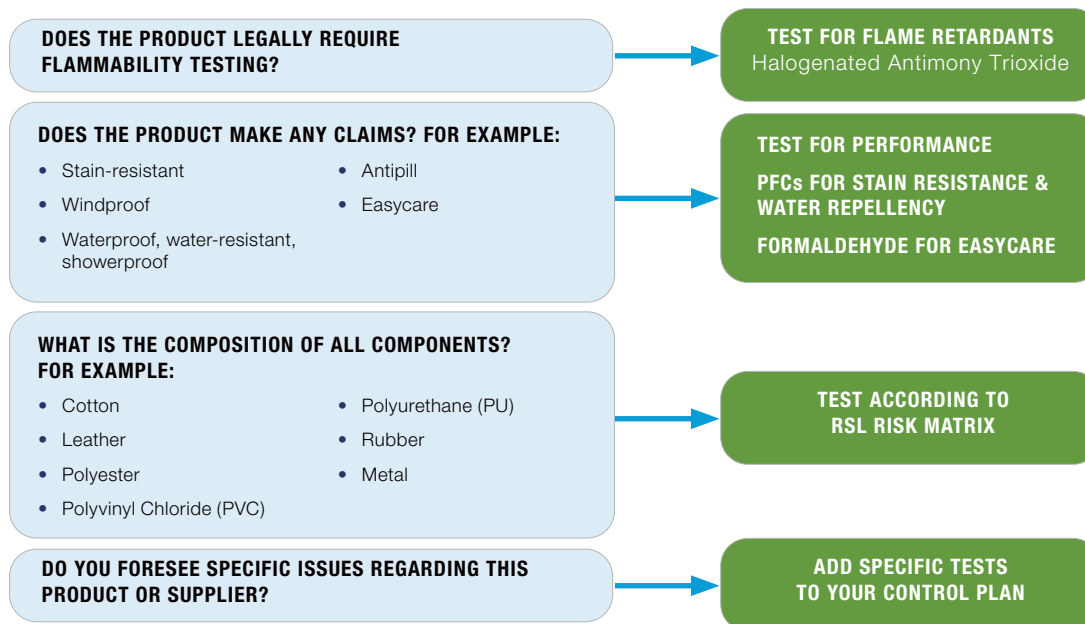 DOES THE PRODUCT LEGALLY REQUIRE
FLAMMABILITY TESTING?
TEST FOR FLAME RETARDANTS
Halogenated Antimony Trioxide
DOES THE PRODUCT MAKE ANY CLAIMS? FOR EXAMPLE:
• Stain-resistant
• Windproof
• Waterproof, water-resistant,
showerproof
• Antipill
• Easycare
TEST FOR PERFORMANCE
PFCs FOR STAIN RESISTANCE &
WATER REPELLENCY
FORMALDEHYDE FOR EASYCARE
WHAT IS THE COMPOSITION OF ALL COMPONENTS?
FOR EXAMPLE:
• Cotton
• Leather
• Polyester
• Polyvinyl Chloride (PVC)
• Polyurethane (PU)
• Rubber
• Metal
TEST ACCORDING TO
RSL RISK MATRIX
DO YOU FORESEE SPECIFIC ISSUES REGARDING THIS
PRODUCT OR SUPPLIER?
ADD SPECIFIC TESTS
TO YOUR CONTROL PLAN